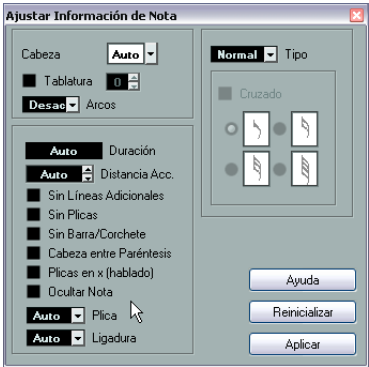 Ajustar Información de Nota
Cabeza Auto
Tablatura 0
Desac Arcos
Normal Tipo
Cruzado
Auto Duración
Auto Distancia Acc.
Sin Líneas Adicionales
Sin Plicas
Sin Barra/Corchete
Cabeza entre Paréntesis
Plicas en x (hablado)
Ocultar Nota
Auto Plica
Auto Ligadura
Ayuda
Reinicializar
Aplicar